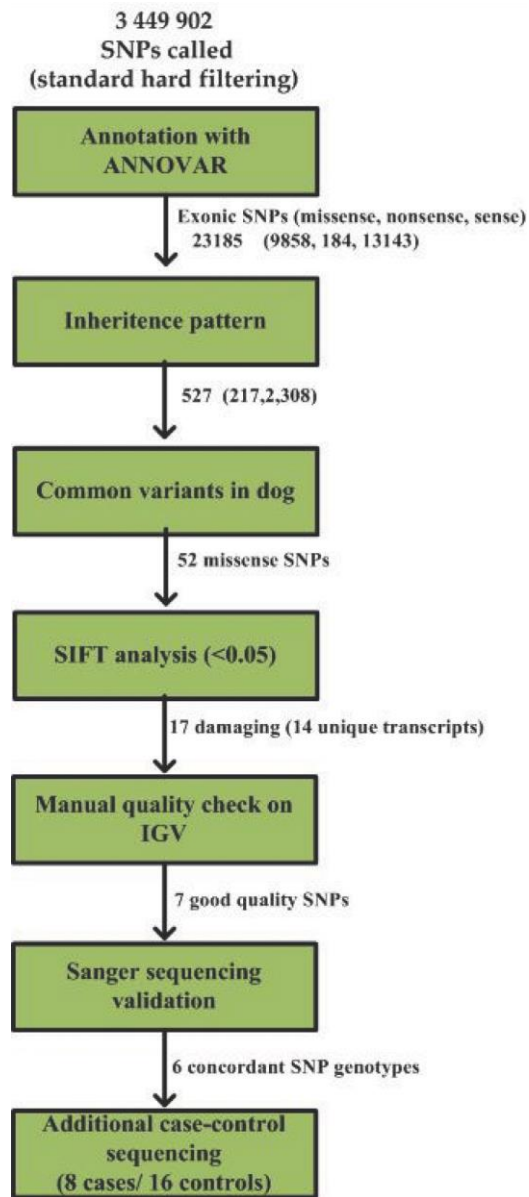 3 449 902
SNPs called
(standard hard filtering)
Annotation with
ANNOVAR
Exonic SNPs (missense, nonsense, sense)
23185 (9858, 184, 13143)
Inheritence pattern
527 (217,2,308)
Common variants in dog
52 missense SNPs
SIFT analysis (<0.05)
17 damaging (14 unique transcripts)
Manual quality check on
IGV
7 good quality SNPs
Sanger sequencing
validation
6 concordant SNP genotypes
Additional case-control
sequencing
(8 cases/ 16 controls)